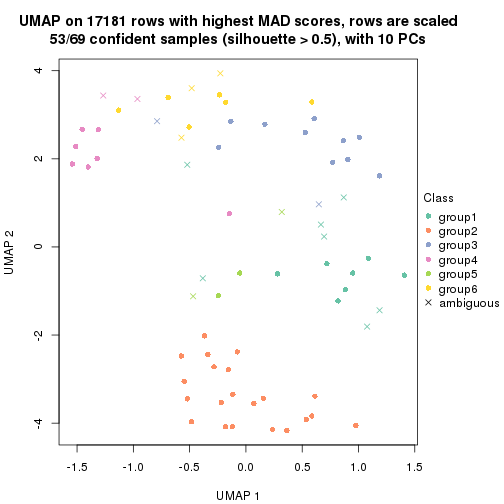 UMAP on 17181 rows with highest MAD scores, rows are scaled
53/69 confident samples (silhouette > 0.5), with 10 PCs
4
2
0
-2
-4
UMAP 2
-1.5
-1.0
-0.5
0.0
0.5
1.0
1.5
UMAP 1
Class
group1
group2
group3
group4
group5
group6
ambiguous